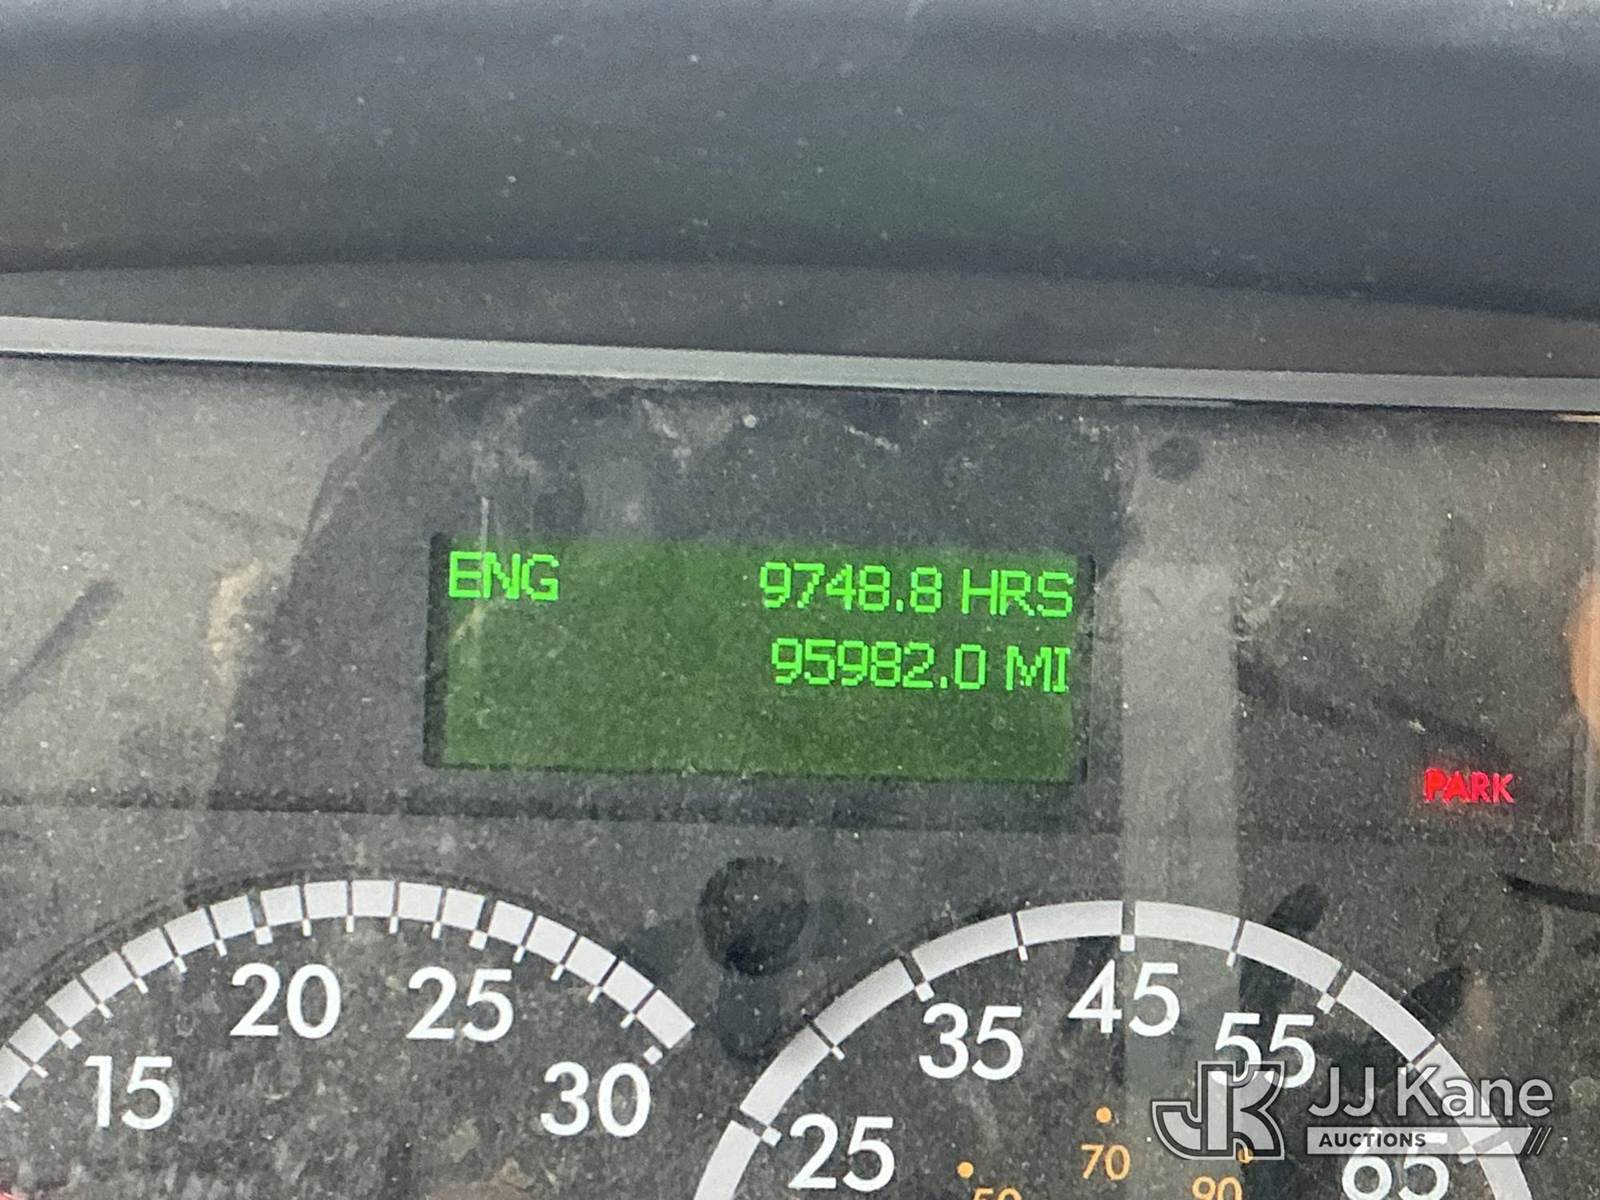 ENG 9748.8 HRS
95982.0 MI
PARK
15 20 25 30
25 35 45 55 65
70 90
JK JJ Kane
AUCTIONS